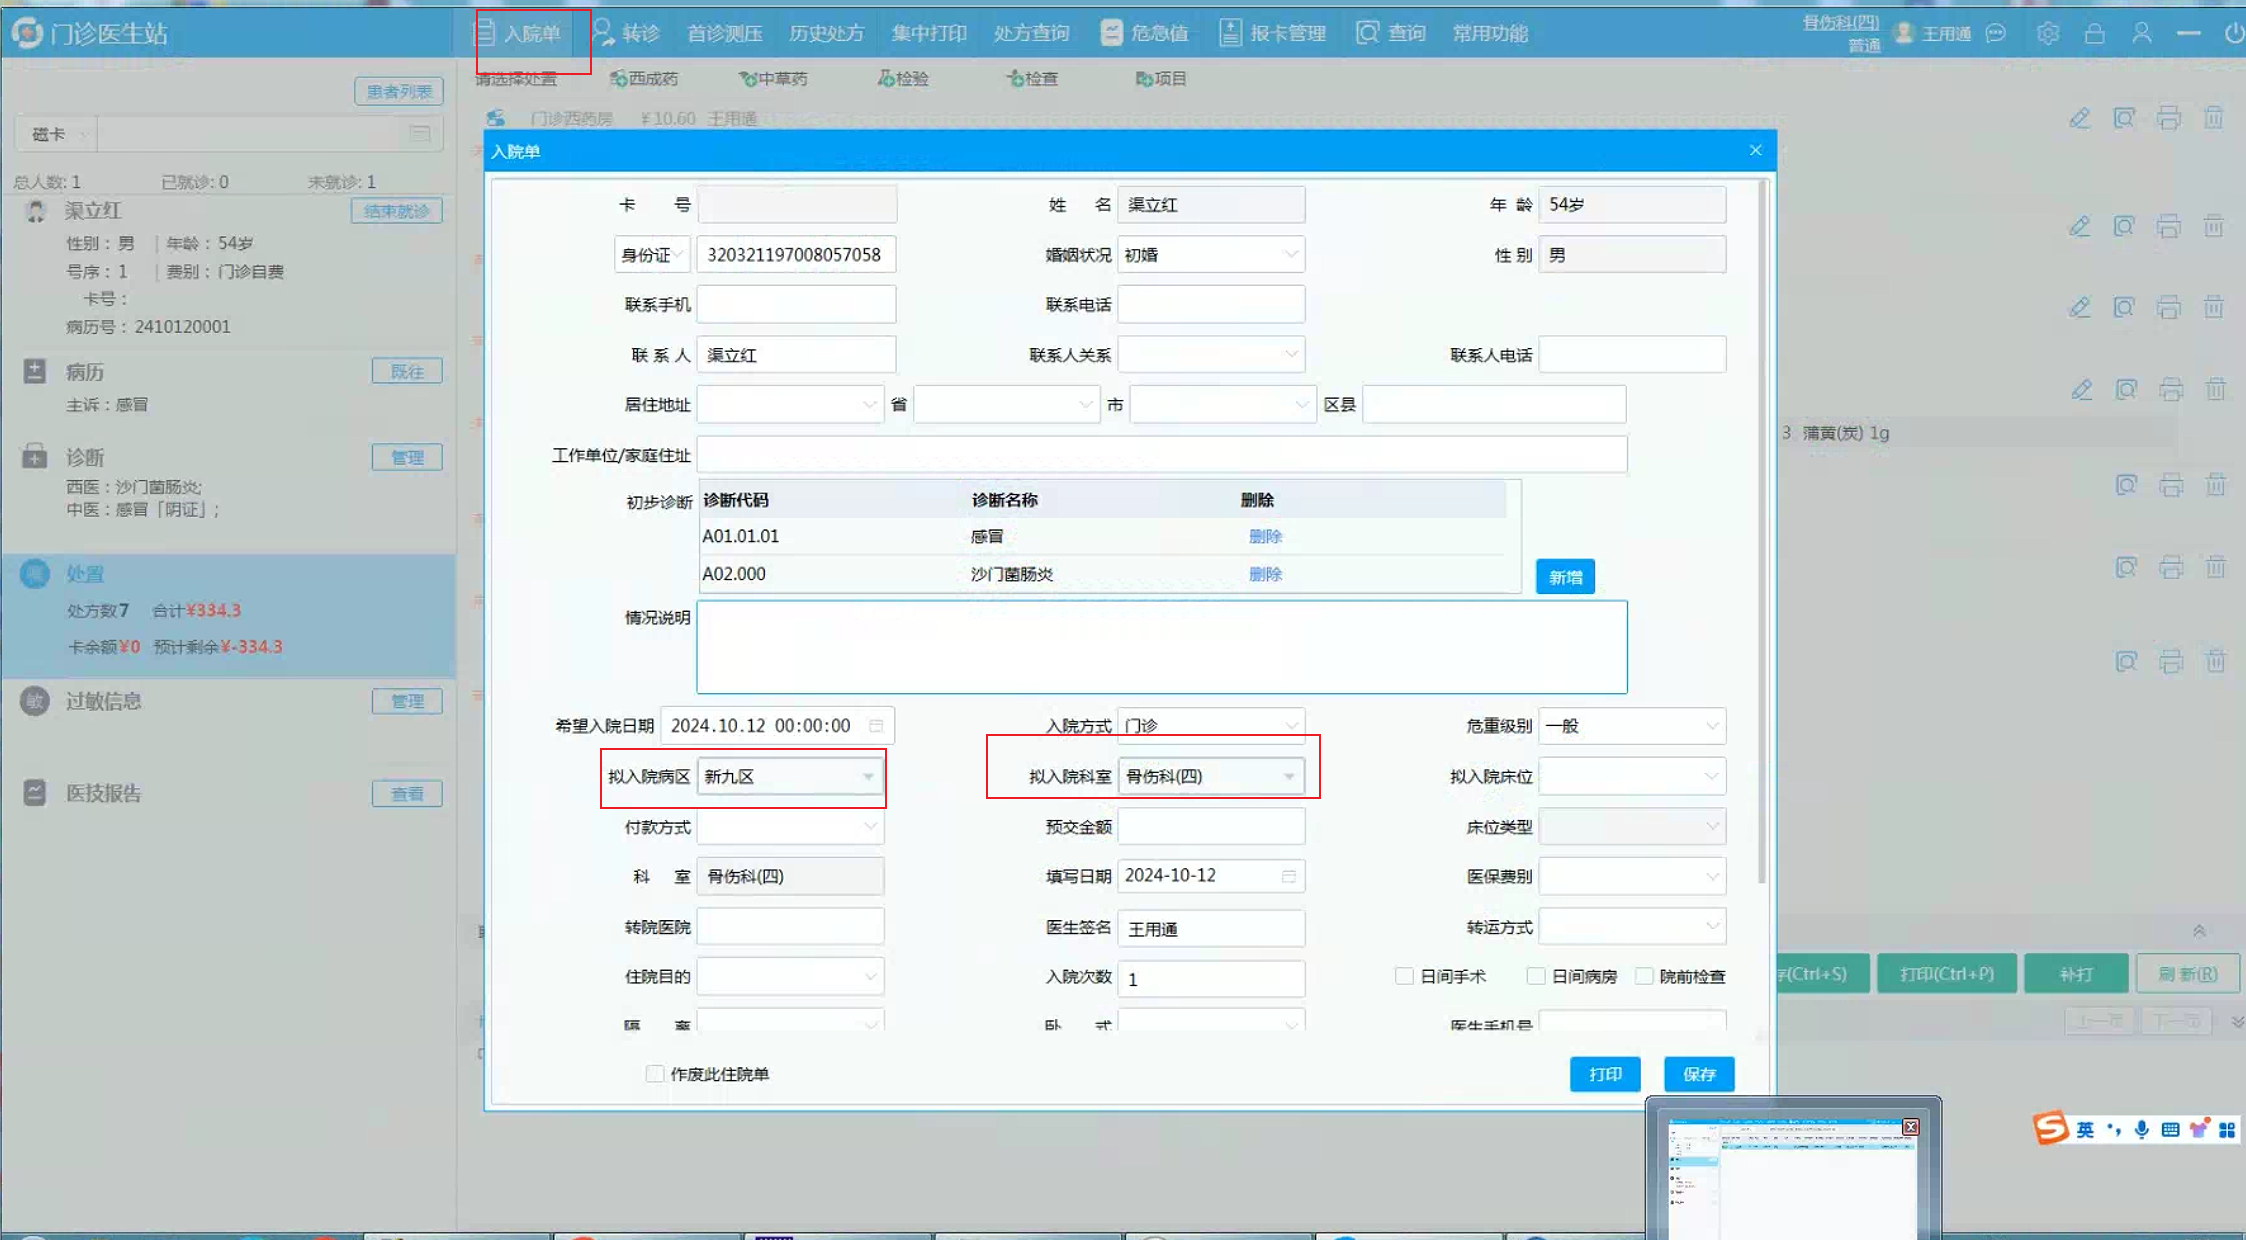 门诊医生站 入院单 转诊 首诊测压 历史处方 集中打印 处方查询 危急值 报卡管理 查询 常用功能 骨伤科(四) 普通 王用通
请选择处置 西成药 中草药 检验 检查 项目
患者列表
门诊西药房 ¥10.60 王用通
磁卡
总人数:1 已就诊:0 未就诊:1
渠立红 结束就诊
性别：男 | 年龄：54岁
号序：1 | 费别：门诊自费
卡号：
病历号：2410120001
病历 既往
主诉：感冒
诊断 管理
西医：沙门菌肠炎;
中医：感冒「阴证」;
处置
处方数7 合计¥334.3
卡余额¥0 预计剩余¥-334.3
敏 过敏信息 管理
医技报告 查看
入院单 ×
卡 号 姓 名 渠立红 年 龄 54岁
身份证 320321197008057058 婚姻状况 初婚 性 别 男
联系手机 联系电话
联 系 人 渠立红 联系人关系 联系人电话
居住地址 省 市 区县
3 蒲黄(炭) 1g
工作单位/家庭住址
初步诊断 诊断代码 诊断名称 删除
A01.01.01 感冒 删除
A02.000 沙门菌肠炎 删除
新增
情况说明
希望入院日期 2024.10.12 00:00:00 入院方式 门诊 危重级别 一般
拟入院病区 新九区 拟入院科室 骨伤科(四) 拟入院床位
付款方式 预交金额 床位类型
科 室 骨伤科(四) 填写日期 2024-10-12 医保费别
转院医院 医生签名 王用通 转运方式
住院目的 入院次数 1 日间手术 日间病房 院前检查
隔 离 卧 式 医生手机号
作废此住院单 打印 保存
(Ctrl+S) 打印(Ctrl+P) 补打 刷 新(R)
上一页 下一页
英